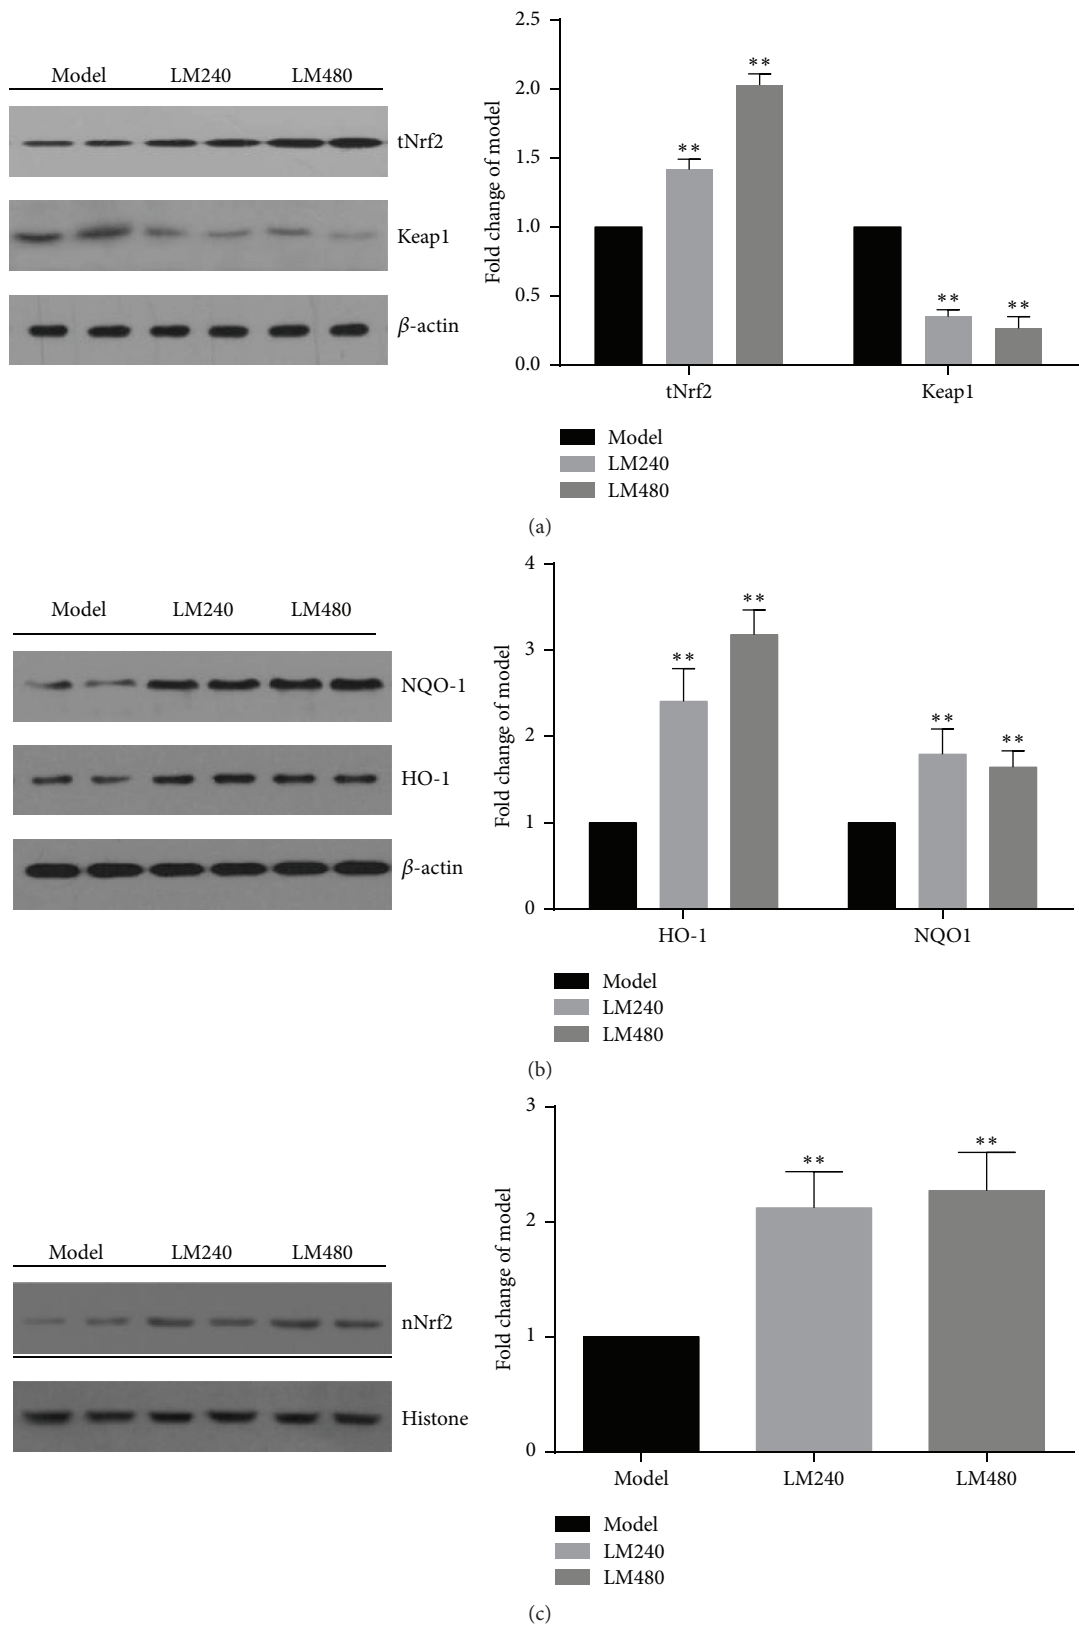 Model LM240 LM480
tNrf2
Keap1
β-actin
Fold change of model
2.5
2.0
1.5
1.0
0.5
0.0
** **
** **
tNrf2 Keap1
Model
LM240
LM480
(a)
Model LM240 LM480
NQO-1
HO-1
β-actin
Fold change of model
4
3
2
1
0
** **
** **
HO-1 NQO1
Model
LM240
LM480
(b)
Model LM240 LM480
nNrf2
Histone
Fold change of model
3
2
1
0
** **
Model LM240 LM480
Model
LM240
LM480
(c)